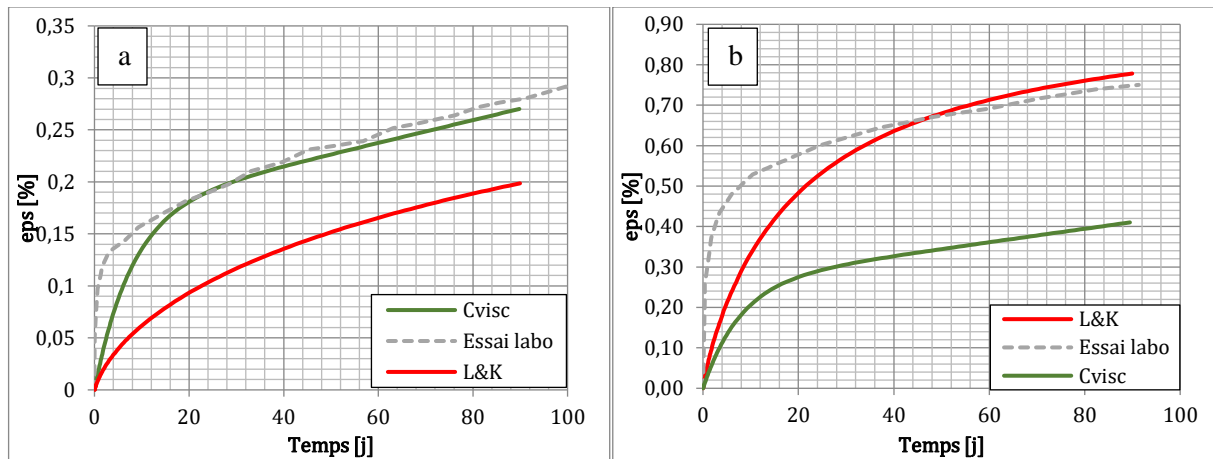 a
eps [%]
0,35
0,3
0,25
0,2
0,15
0,1
0,05
0
0 20 40 60 80 100
Temps [j]
Cvisc
Essai labo
L&K
b
eps [%]
0,90
0,80
0,70
0,60
0,50
0,40
0,30
0,20
0,10
0,00
0 20 40 60 80 100
Temps [j]
L&K
Essai labo
Cvisc